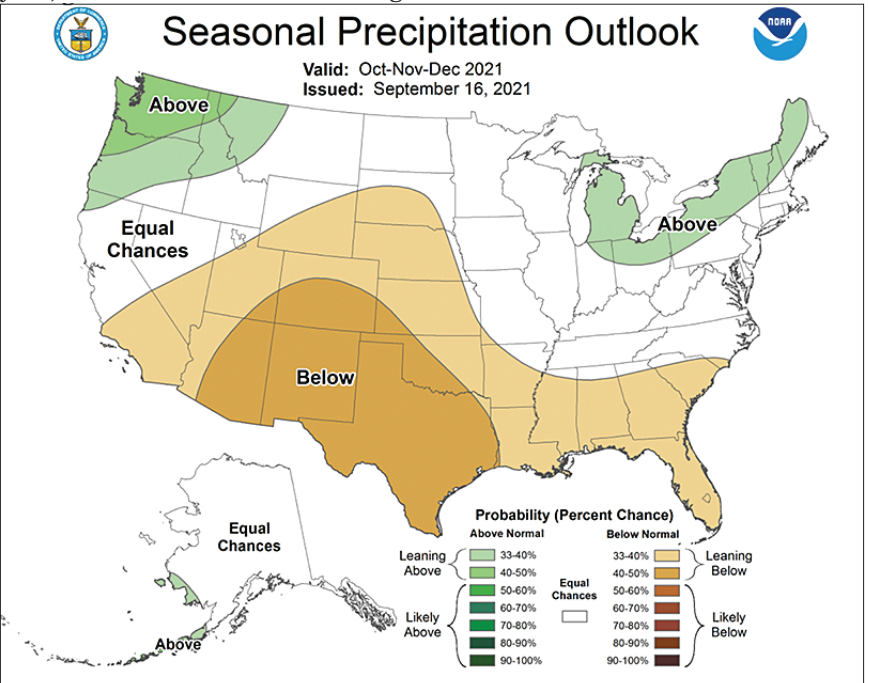 Seasonal Precipitation Outlook
NOAA
Valid: Oct-Nov-Dec 2021
Issued: September 16, 2021
Above
Equal
Chances
Above
Below
Equal
Chances
Above
Probability (Percent Chance)
Above Normal
Below Normal
Leaning
Above
33-40%
40-50%
Likely
Above
50-60%
60-70%
70-80%
80-90%
90-100%
Equal
Chances
33-40%
40-50%
Leaning
Below
50-60%
60-70%
70-80%
80-90%
90-100%
Likely
Below